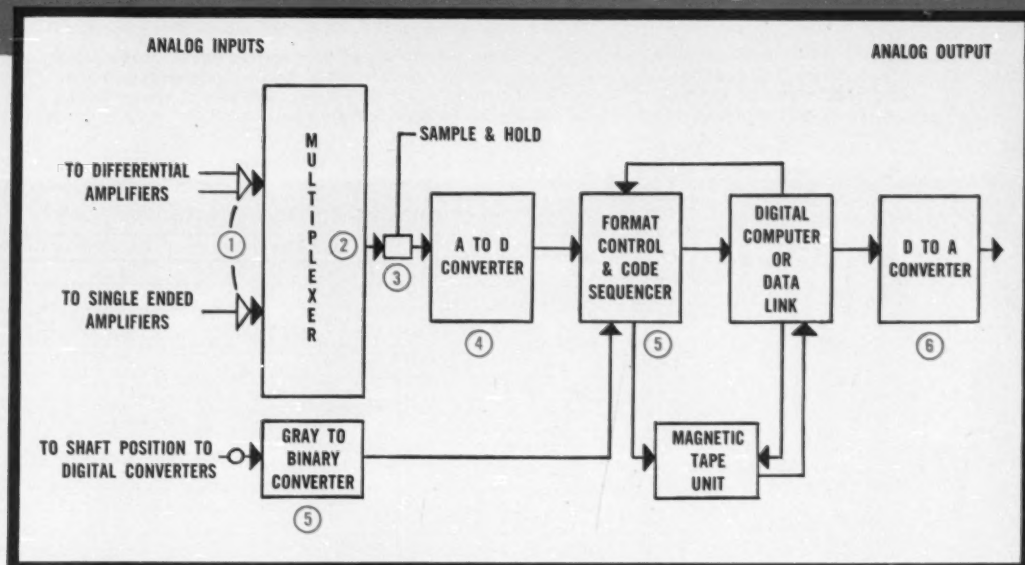 ANALOG INPUTS
ANALOG OUTPUT
TO DIFFERENTIAL
AMPLIFIERS
1
TO SINGLE ENDED
AMPLIFIERS
MULTIPLEXER
2
SAMPLE & HOLD
3
A TO D
CONVERTER
4
FORMAT
CONTROL
& CODE
SEQUENCER
5
DIGITAL
COMPUTER
OR
DATA
LINK
D TO A
CONVERTER
6
TO SHAFT POSITION TO
DIGITAL CONVERTERS
GRAY TO
BINARY
CONVERTER
5
MAGNETIC
TAPE
UNIT